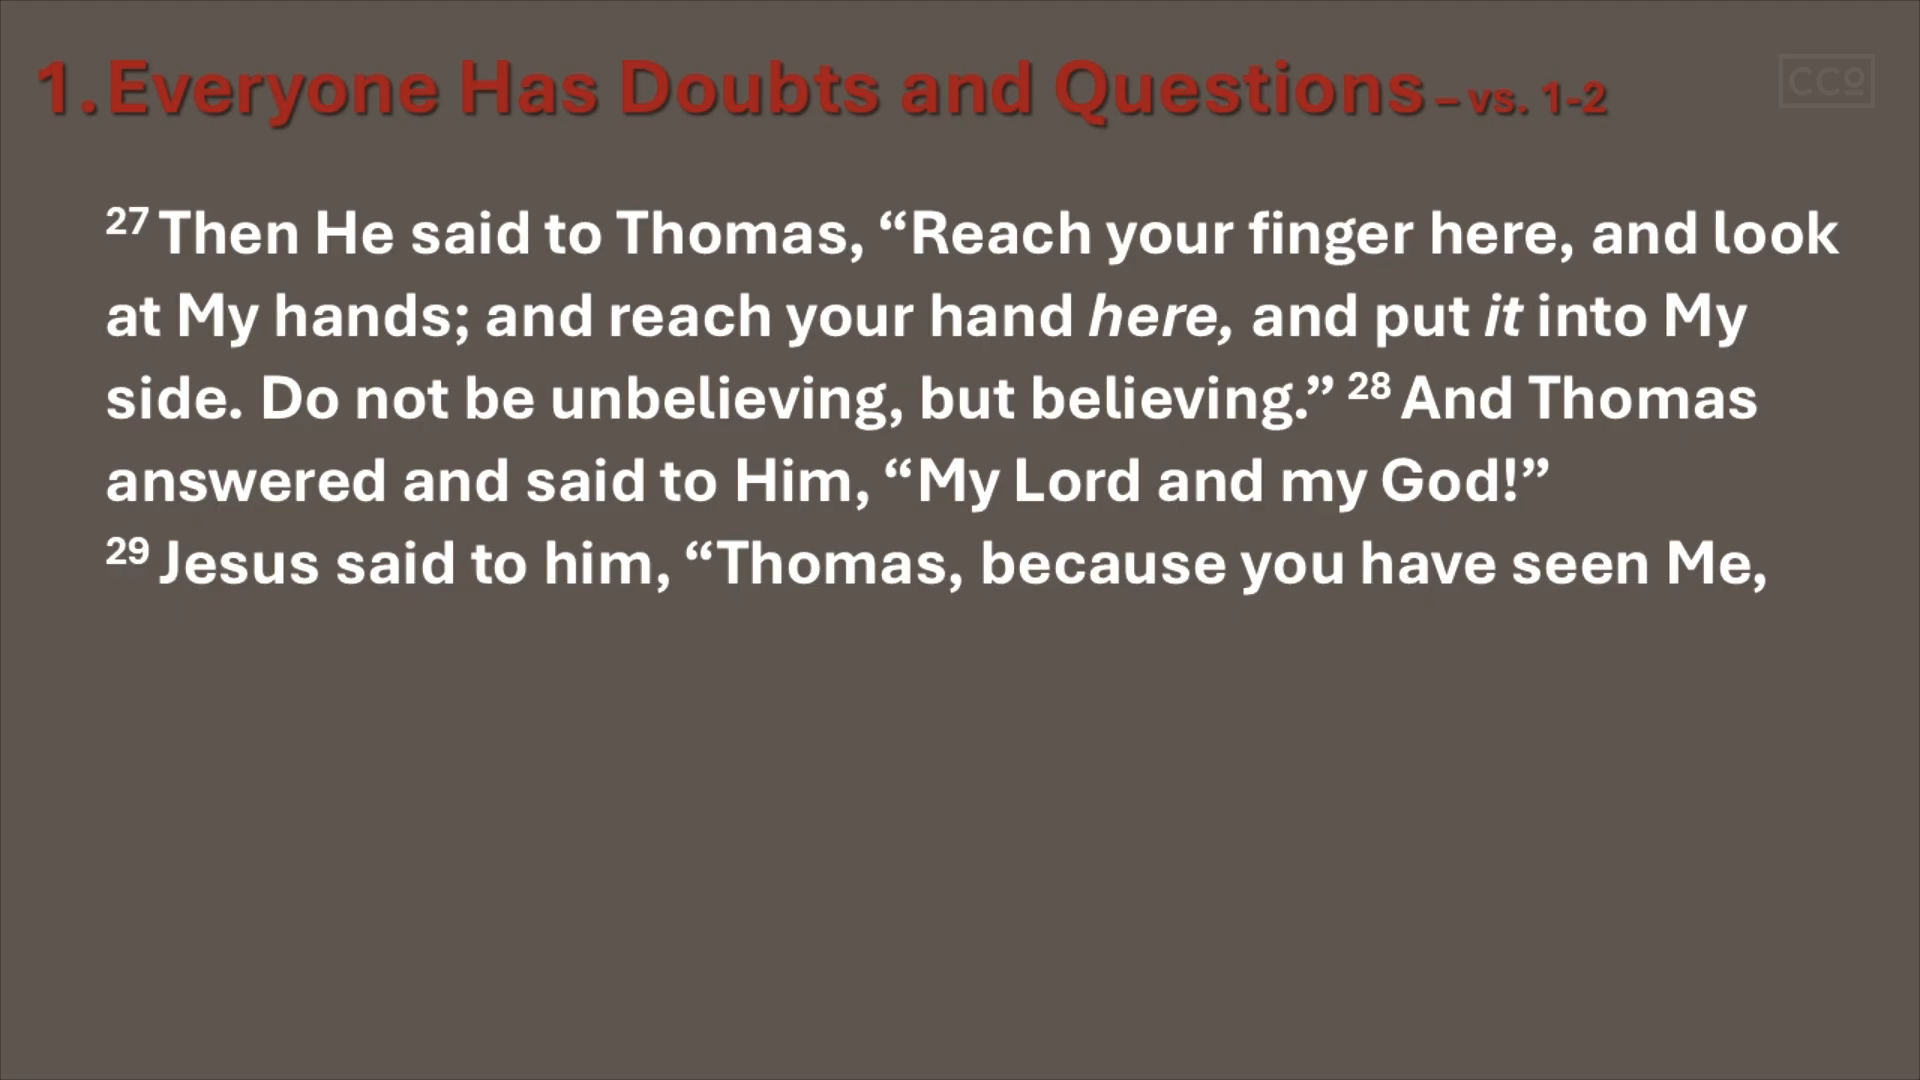 1. Everyone Has Doubts and Questions – vs. 1-2
CCO
27 Then He said to Thomas, “Reach your finger here, and look
at My hands; and reach your hand here, and put it into My
side. Do not be unbelieving, but believing.” 28 And Thomas
answered and said to Him, “My Lord and my God!”
29 Jesus said to him, “Thomas, because you have seen Me,